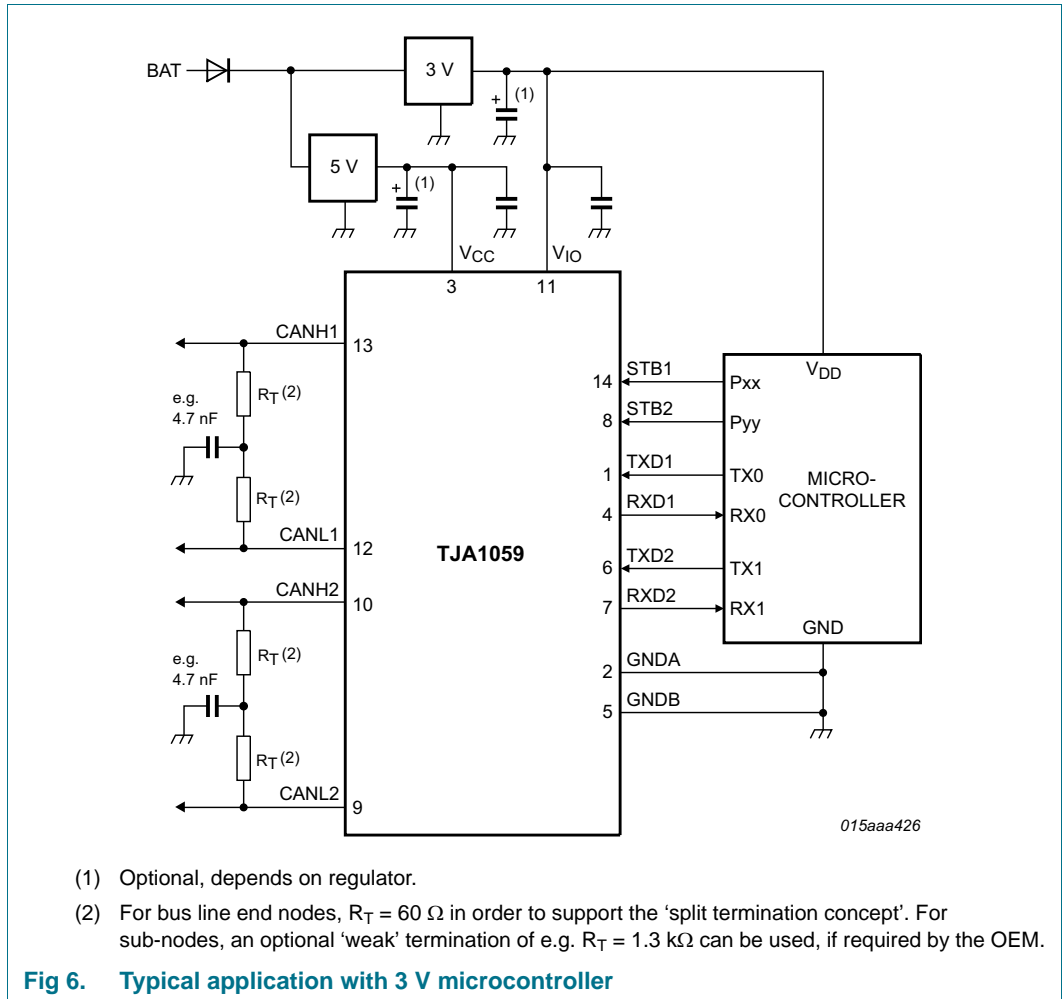 BAT
3 V
(1)
+
5 V
(1)
+
VCC
VIO
3
11
CANH1
13
RT(2)
e.g.
4.7 nF
RT(2)
CANL1
12
CANH2
10
RT(2)
e.g.
4.7 nF
RT(2)
CANL2
9
TJA1059
14
STB1
8
STB2
1
TXD1
4
RXD1
6
TXD2
7
RXD2
2
GNDA
5
GNDB
VDD
Pxx
Pyy
TX0
MICRO-
CONTROLLER
RX0
TX1
RX1
GND
015aaa426
(1) Optional, depends on regulator.
(2) For bus line end nodes, RT = 60 Ω in order to support the ‘split termination concept’. For
sub-nodes, an optional ‘weak’ termination of e.g. RT = 1.3 kΩ can be used, if required by the OEM.
Fig 6. Typical application with 3 V microcontroller